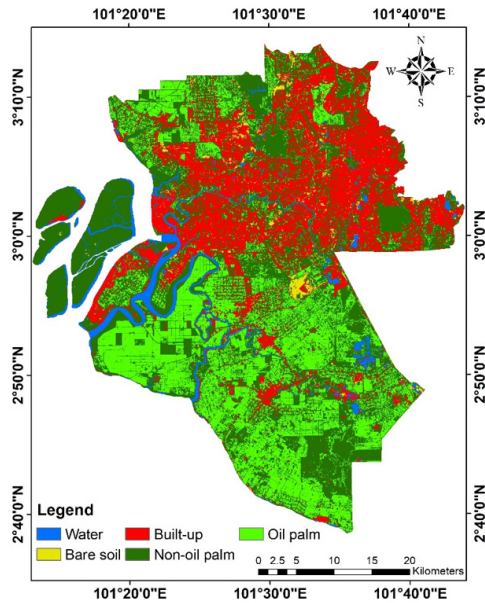 101°20'0"E 101°30'0"E 101°40'0"E
N
W E
S
3°10'0"N 3°10'0"N
3°0'0"N 3°0'0"N
2°50'0"N 2°50'0"N
2°40'0"N 2°40'0"N
Legend
Water Built-up Oil palm
Bare soil Non-oil palm
0 2.5 5 10 15 20
Kilometers
101°20'0"E 101°30'0"E 101°40'0"E